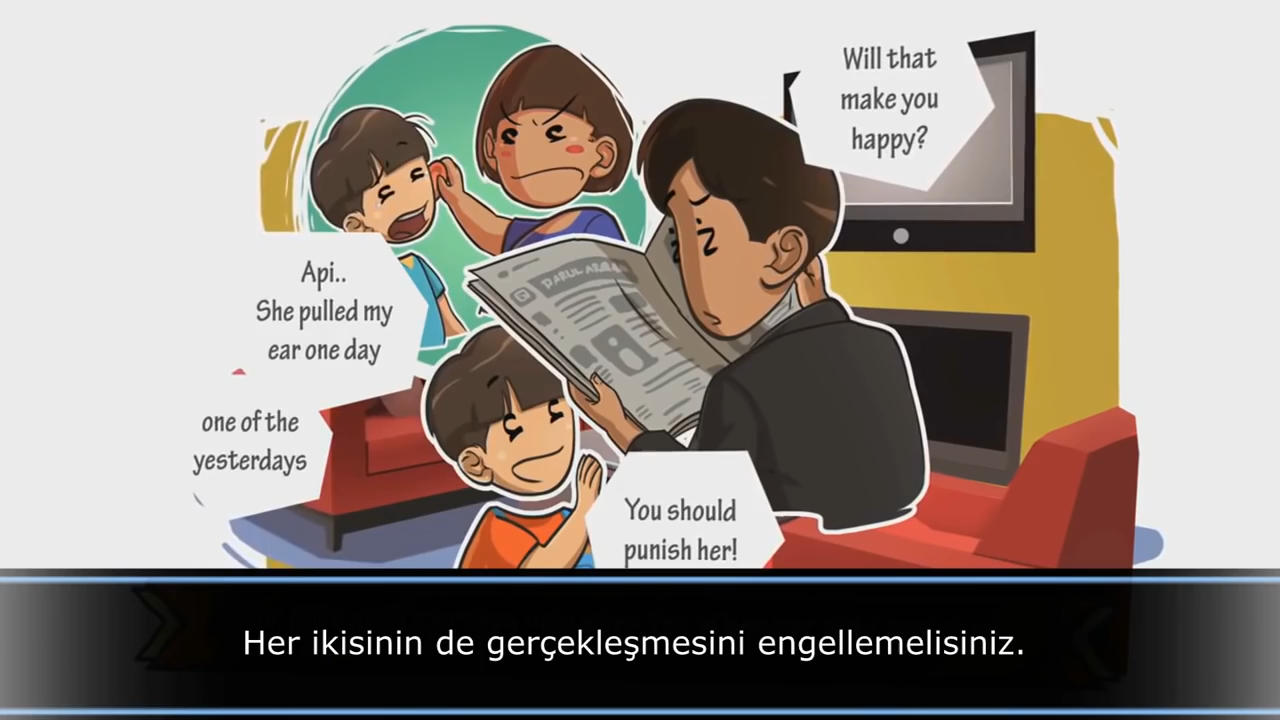 Will that
make you
happy?
Api..
She pulled my
ear one day
one of the
yesterdays
You should
punish her!
Her ikisinin de gerçekleşmesini engellemelisiniz.